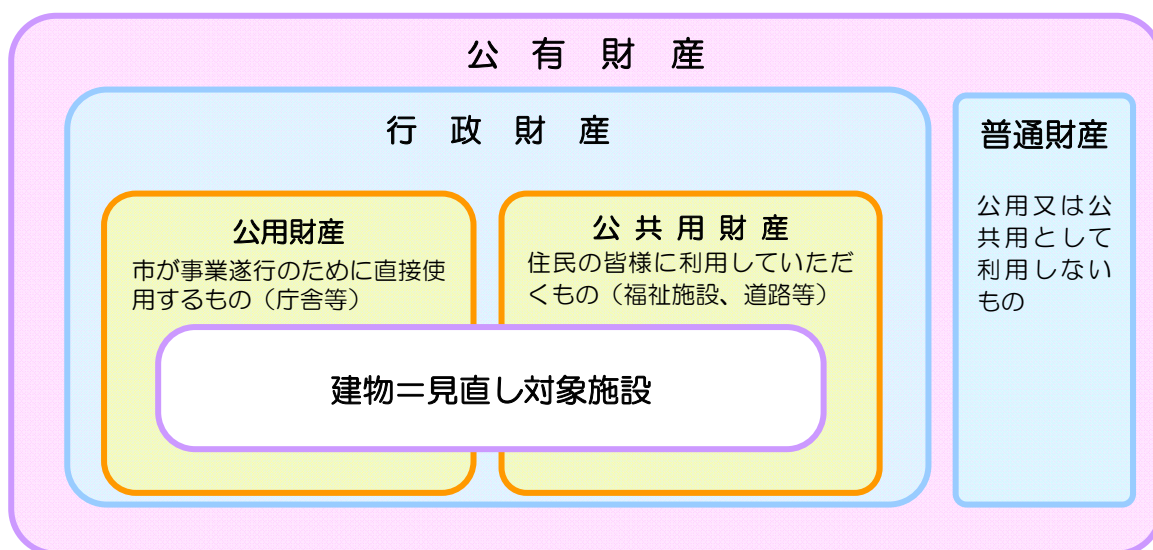 公有財産
行政財産
公用財産
市が事業遂行のために直接使
用するもの（庁舎等）
公共用財産
住民の皆様に利用していただ
くもの（福祉施設、道路等）
建物＝見直し対象施設
普通財産
公用又は公
共用として
利用しない
もの